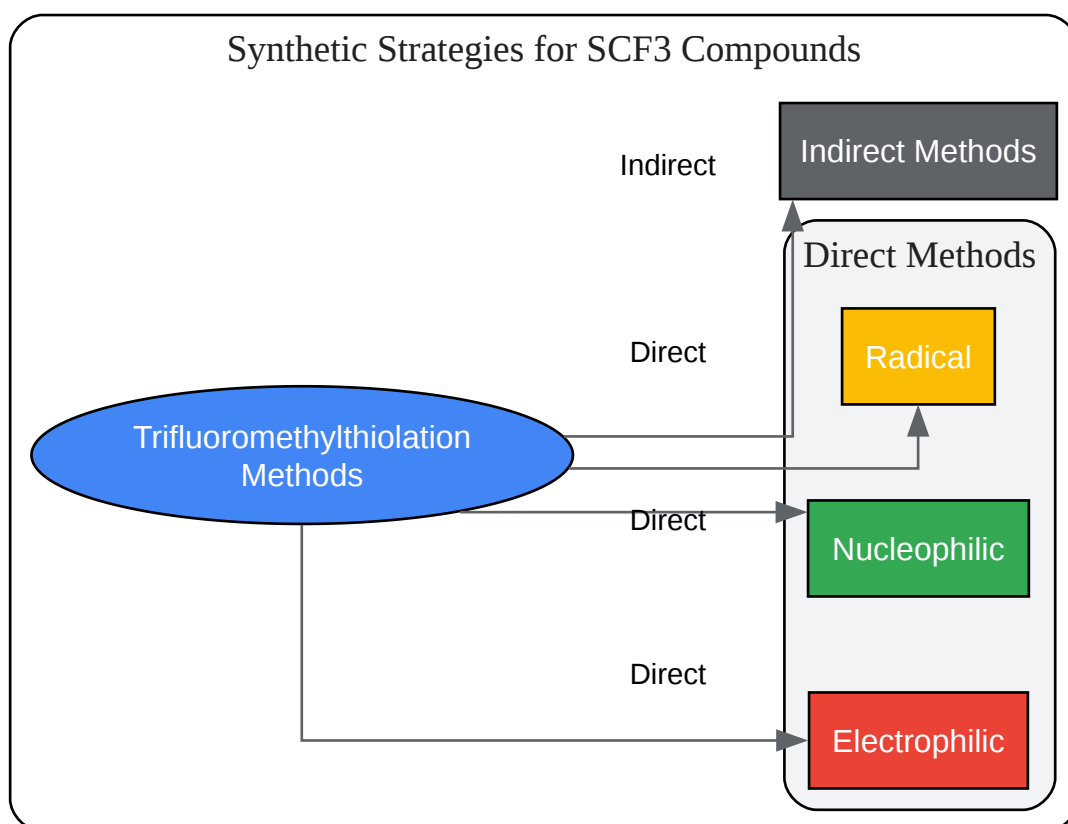 Synthetic Strategies for SCF3 Compounds
Indirect
Indirect Methods
Direct Methods
Direct
Radical
Trifluoromethylthiolation
Methods
Direct
Nucleophilic
Direct
Electrophilic